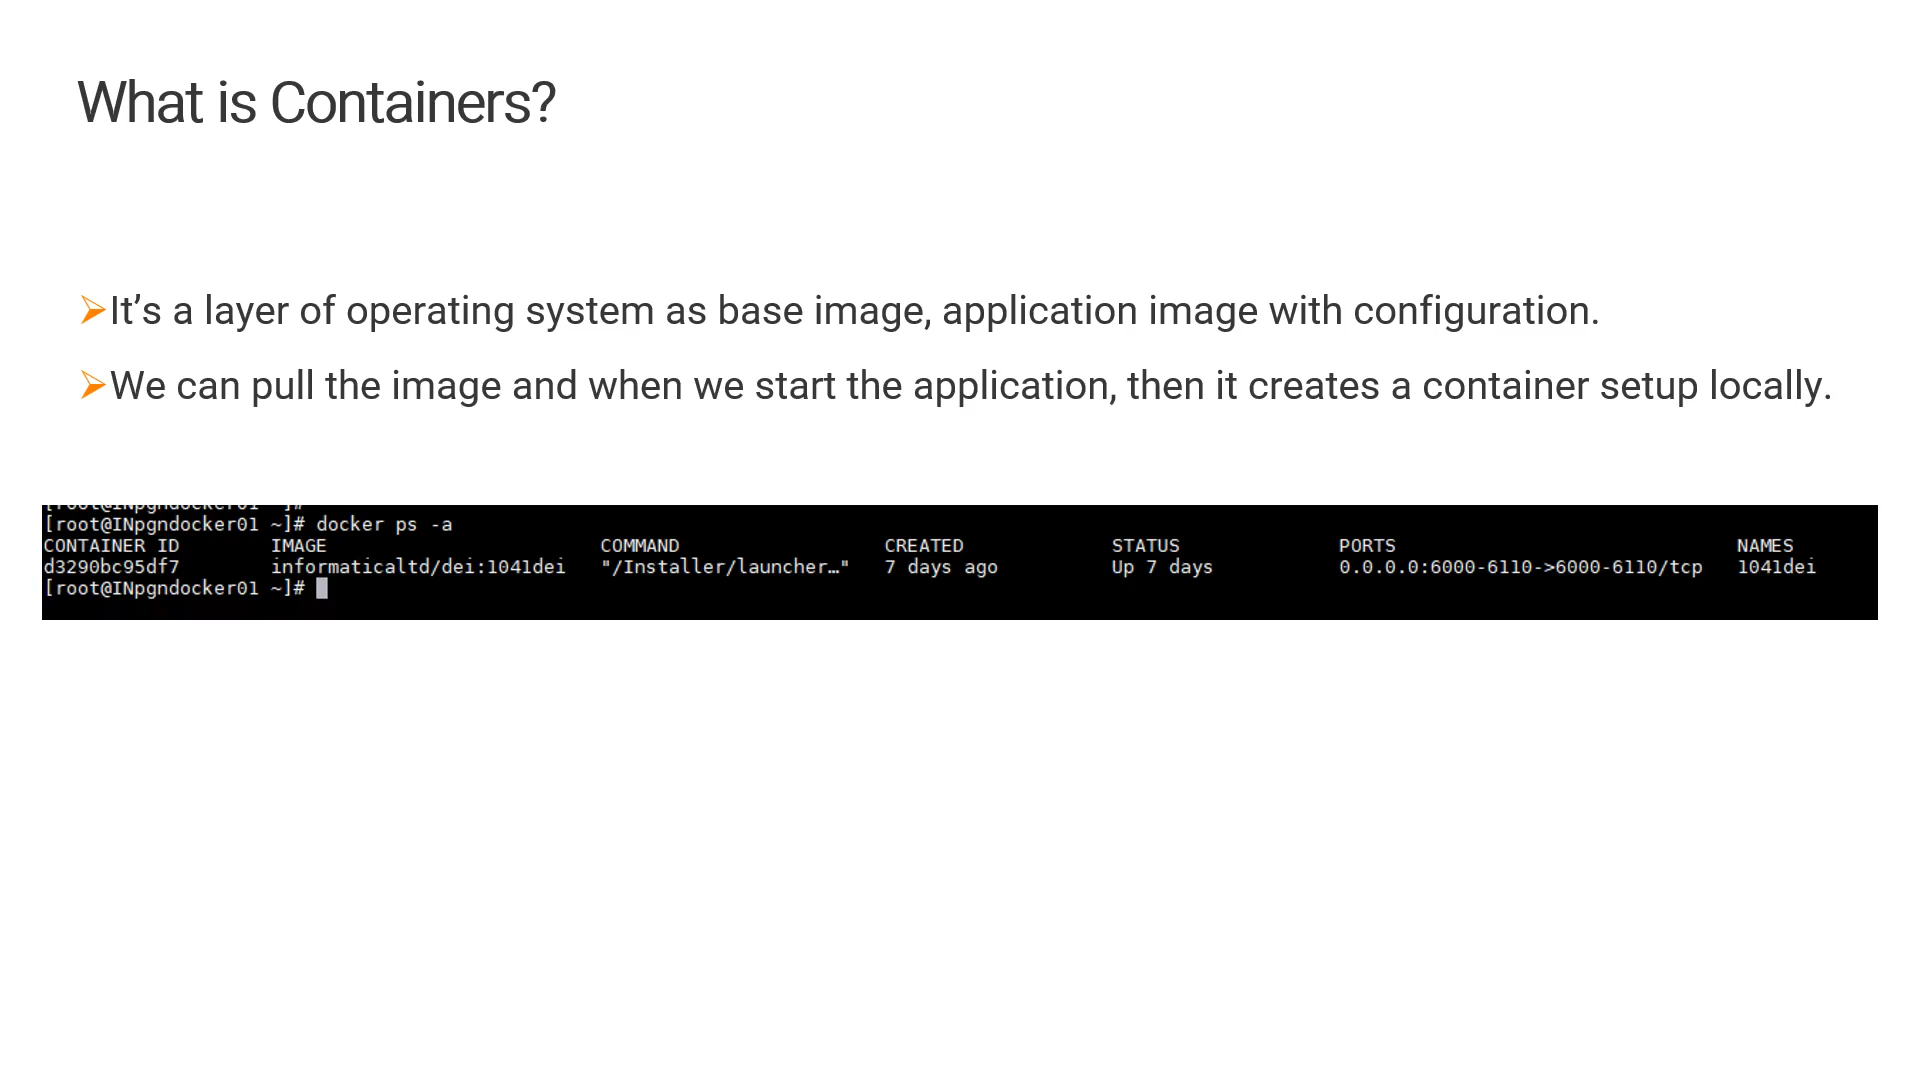 What is Containers?
It’s a layer of operating system as base image, application image with configuration.
We can pull the image and when we start the application, then it creates a container setup locally.
[root@INpgndocker01 ~]#
[root@INpgndocker01 ~]# docker ps -a
CONTAINER ID IMAGE COMMAND CREATED STATUS PORTS NAMES
d3290bc95df7 informaticaltd/dei:1041dei "/Installer/launcher…" 7 days ago Up 7 days 0.0.0.0:6000-6110->6000-6110/tcp 1041dei
[root@INpgndocker01 ~]#